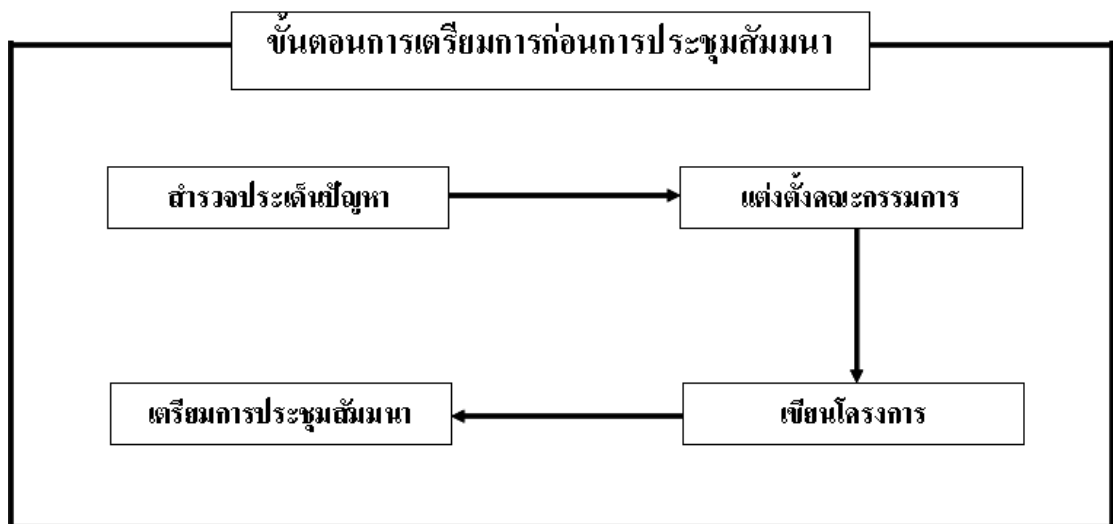 ขั้นตอนการเตรียมการก่อนการประชุมสัมมนา
สำรวจประเด็นปัญหา
แต่งตั้งคณะกรรมการ
เขียนโครงการ
เตรียมการประชุมสัมมนา